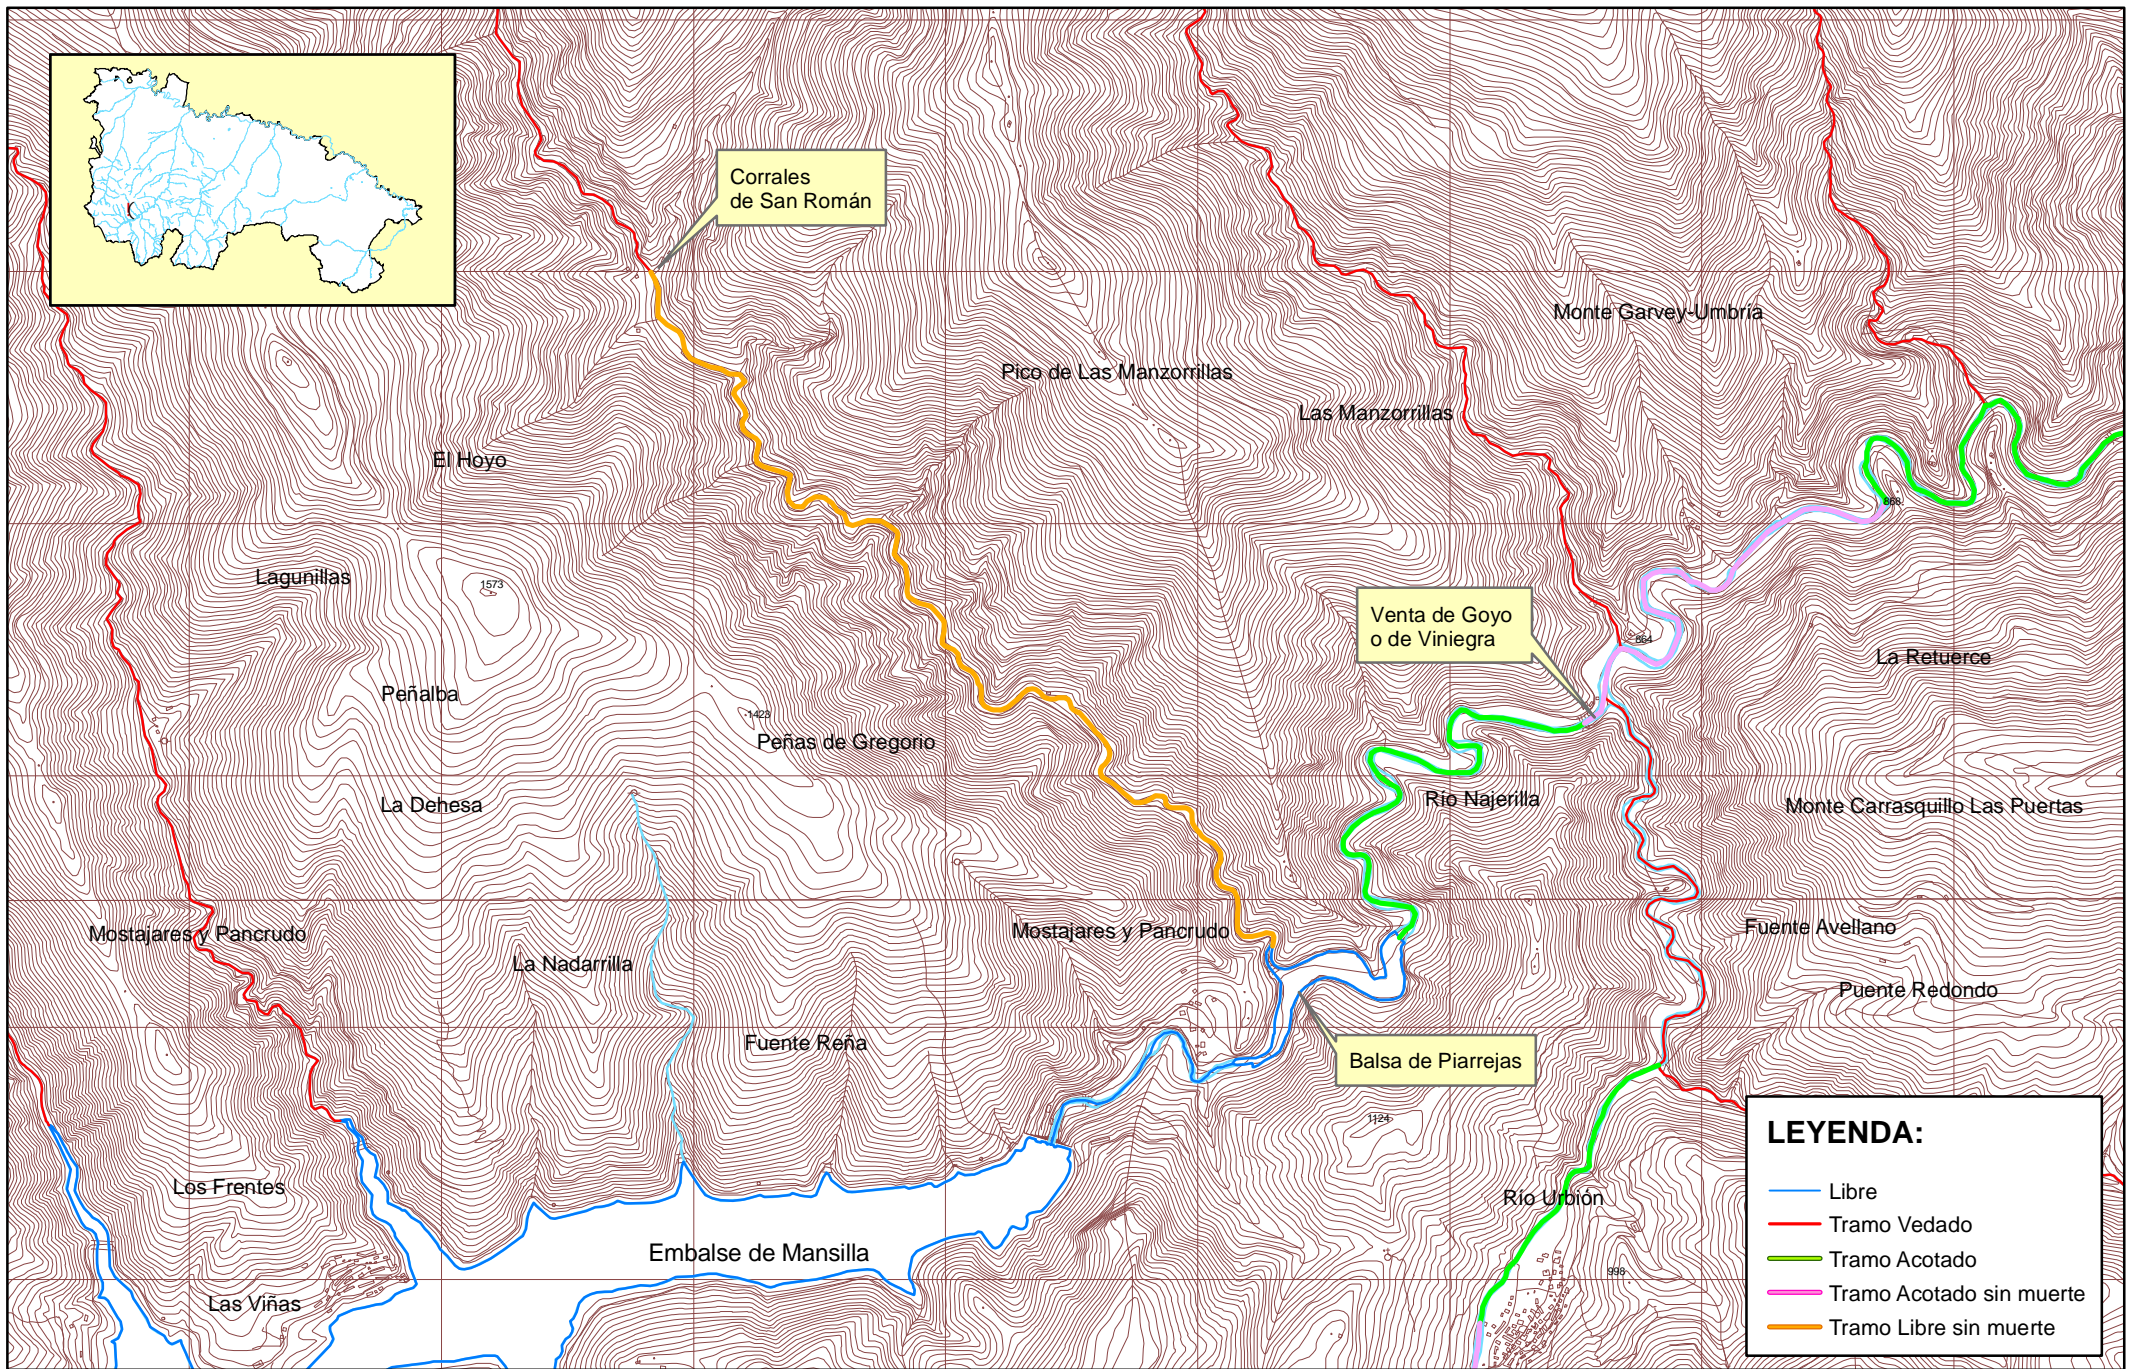 Corrales
de San Román
Monte Garvey-Umbría
Pico de Las Manzorrillas
Las Manzorrillas
El Hoyo
868
Lagunillas
1573
Venta de Goyo
o de Viniegra
864
La Retuerce
Peñalba
1423
Peñas de Gregorio
La Dehesa
Río Najerilla
Monte Carrasquillo Las Puertas
Mostajares y Pancrudo
Mostajares y Pancrudo
Fuente Avellano
La Nadarrilla
Puente Redondo
Fuente Reña
Balsa de Piarrejas
1124
Los Frentes
Río Urbión
Embalse de Mansilla
998
Las Viñas
LEYENDA:
Libre
Tramo Vedado
Tramo Acotado
Tramo Acotado sin muerte
Tramo Libre sin muerte